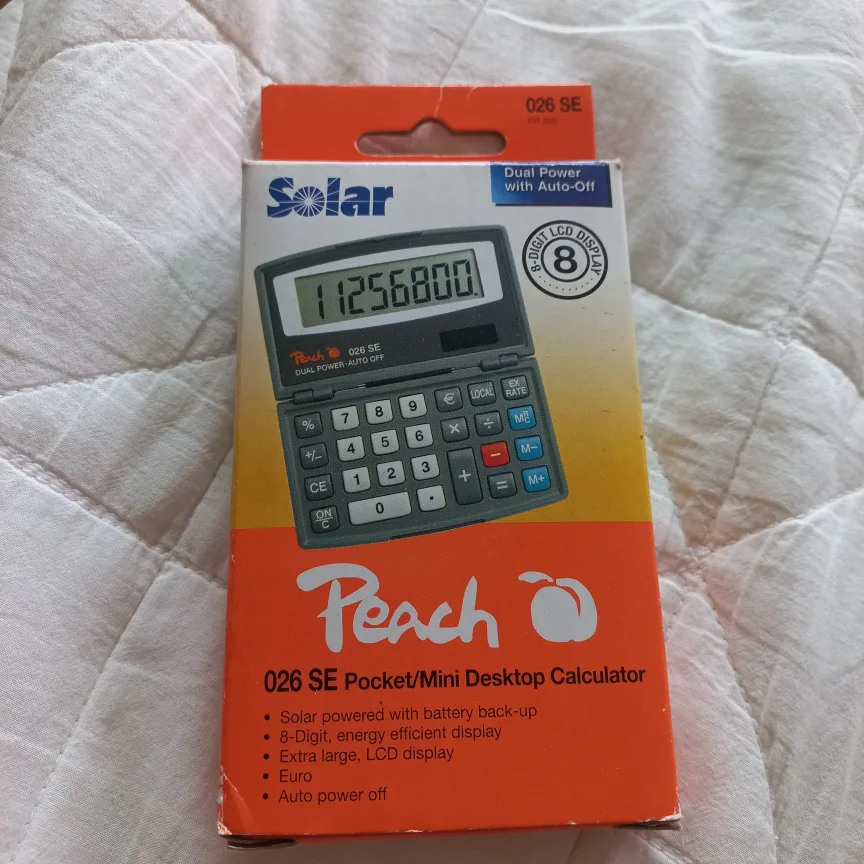 026 SE
Solar
Dual Power
with Auto-Off
8-DIGIT LCD DISPLAY
8
11256800.
Peach 026 SE
DUAL POWER·AUTO OFF
% 7 8 9 € LOCAL EX RATE
+/− 4 5 6 × ÷ MR C
CE 1 2 3 + − M−
ON/C 0 . = M+
Peach
026 SE Pocket/Mini Desktop Calculator
• Solar powered with battery back-up
• 8-Digit, energy efficient display
• Extra large, LCD display
• Euro
• Auto power off